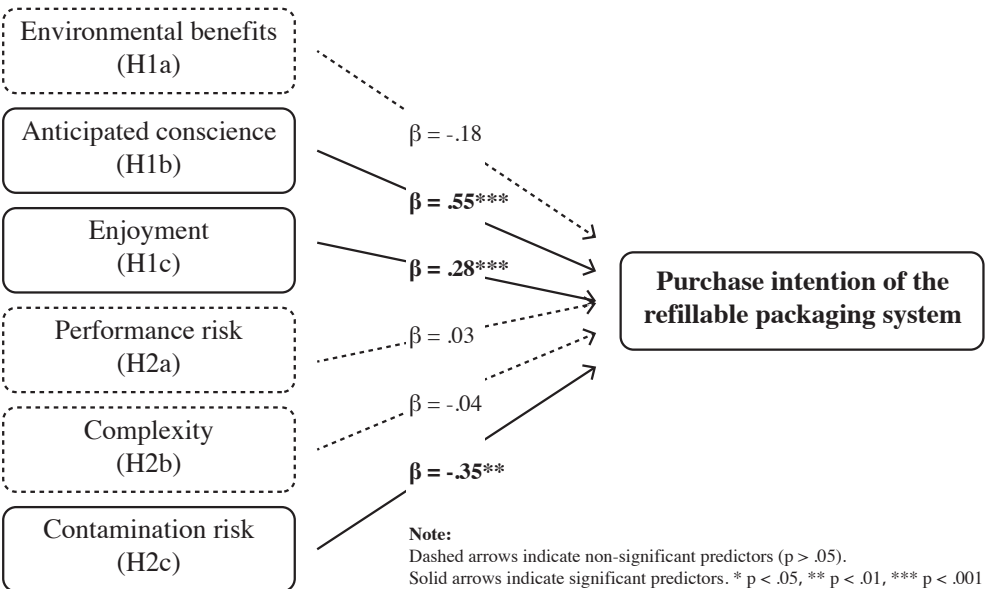 Environmental benefits
(H1a)
Anticipated conscience
(H1b)
Enjoyment
(H1c)
Performance risk
(H2a)
Complexity
(H2b)
Contamination risk
(H2c)
β = -.18
β = .55***
β = .28***
β = .03
β = -.04
β = -.35**
Purchase intention of the
refillable packaging system
Note:
Dashed arrows indicate non-significant predictors (p > .05).
Solid arrows indicate significant predictors. * p < .05, ** p < .01, *** p < .001